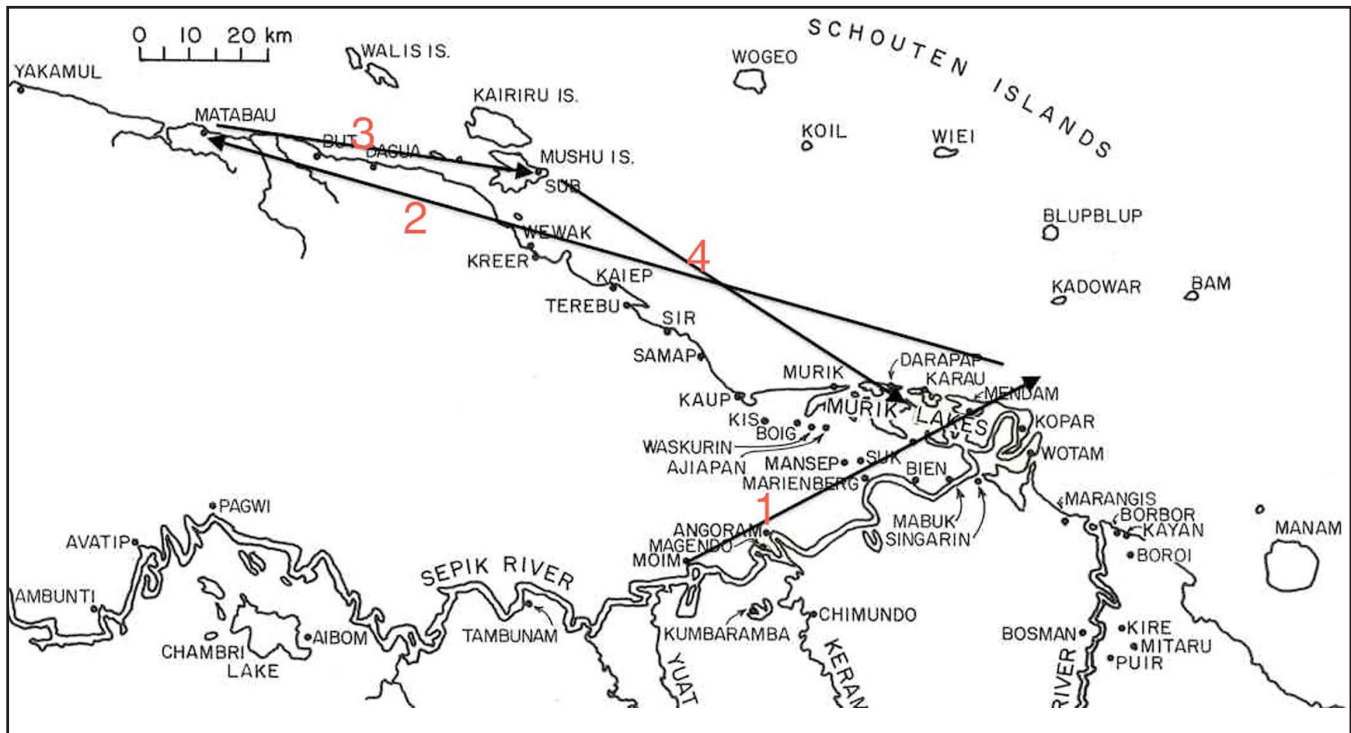 0 10 20 km
SCHOUTEN ISLANDS
WALIS IS.
WOGEO
YAKAMUL
KAIRIRU IS.
MATABAU
3
KOIL
WIEI
BUT
DAGUA
MUSHU IS.
SUB
2
BLUPBLUP
WEWAK
4
KREER
KAIEP
KADOWAR
BAM
TEREBU
SIR
SAMAP
DARAPAP
MURIK
KARAU
MENDAM
KAUP
MURIK LAKES
KIS
KOPAR
BOIG
WASKURIN
AJIAPAN
WOTAM
MANSEP
SUK
BIEN
MARIENBERG
PAGWI
1
MARANGIS
MABUK
BORBOR
ANGORAM
SINGARIN
KAYAN
MANAM
AVATIP
MAGENDO
BOROI
MOIM
SEPIK RIVER
AMBUNTI
TAMBUNAM
KUMBARAMBA
CHIMUNDO
AIBOM
BOSMAN
KIRE
CHAMBRI
LAKE
MITARU
PUIR
YUAT
KERAM
RIVER